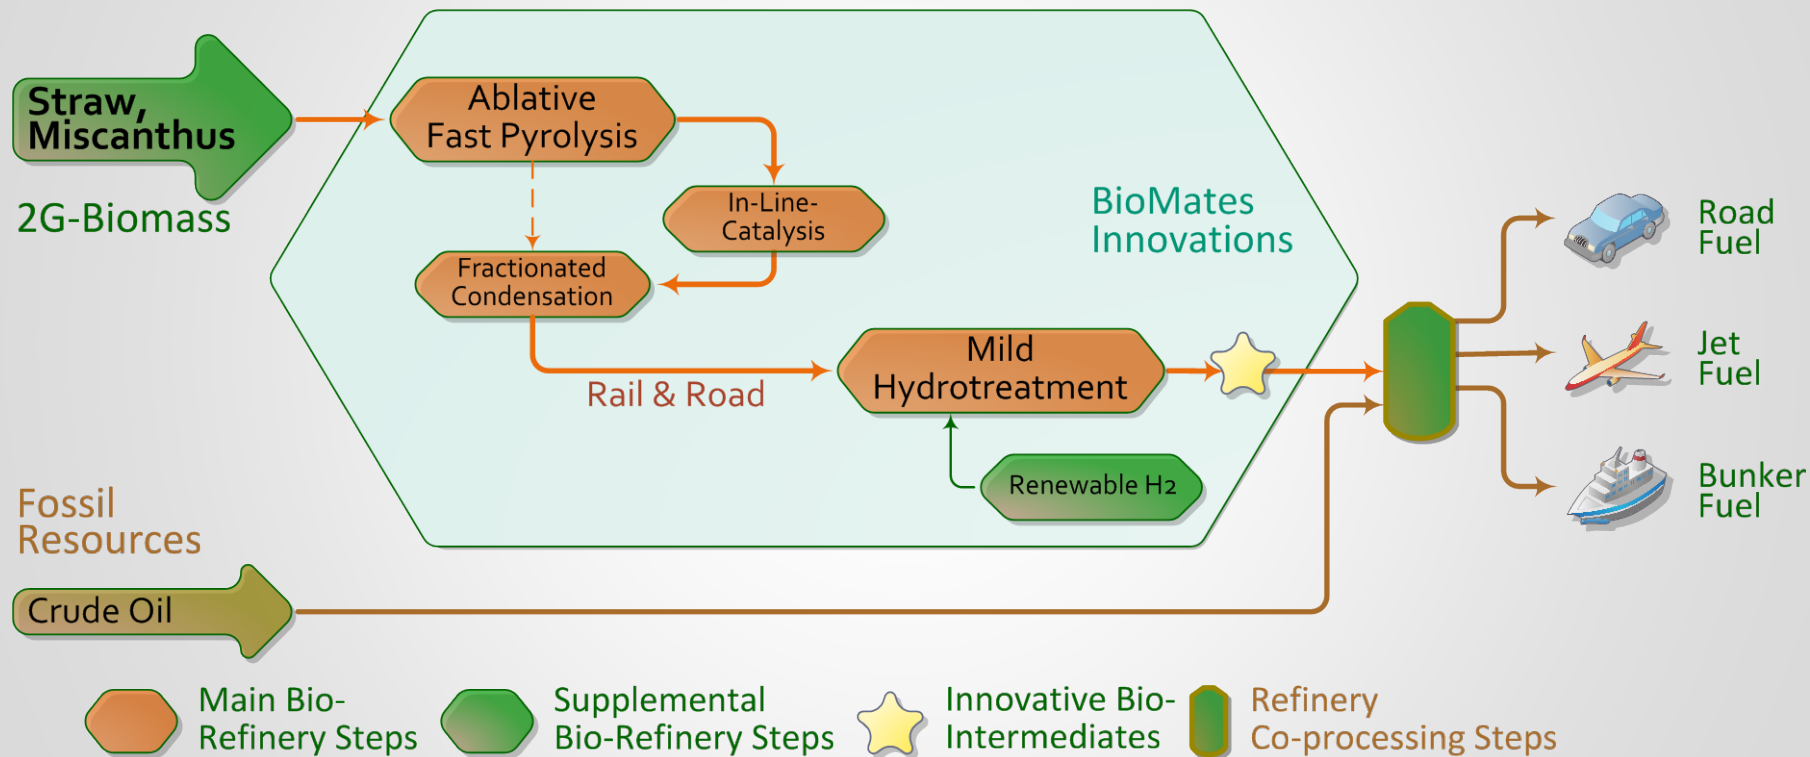 Straw,
Miscanthus
2G-Biomass
Ablative
Fast Pyrolysis
In-Line-
Catalysis
Fractionated
Condensation
Rail & Road
Mild
Hydrotreatment
Renewable H2
BioMates
Innovations
Road
Fuel
Jet
Fuel
Bunker
Fuel
Fossil
Resources
Crude Oil
Main Bio-
Refinery Steps
Supplemental
Bio-Refinery Steps
Innovative Bio-
Intermediates
Refinery
Co-processing Steps